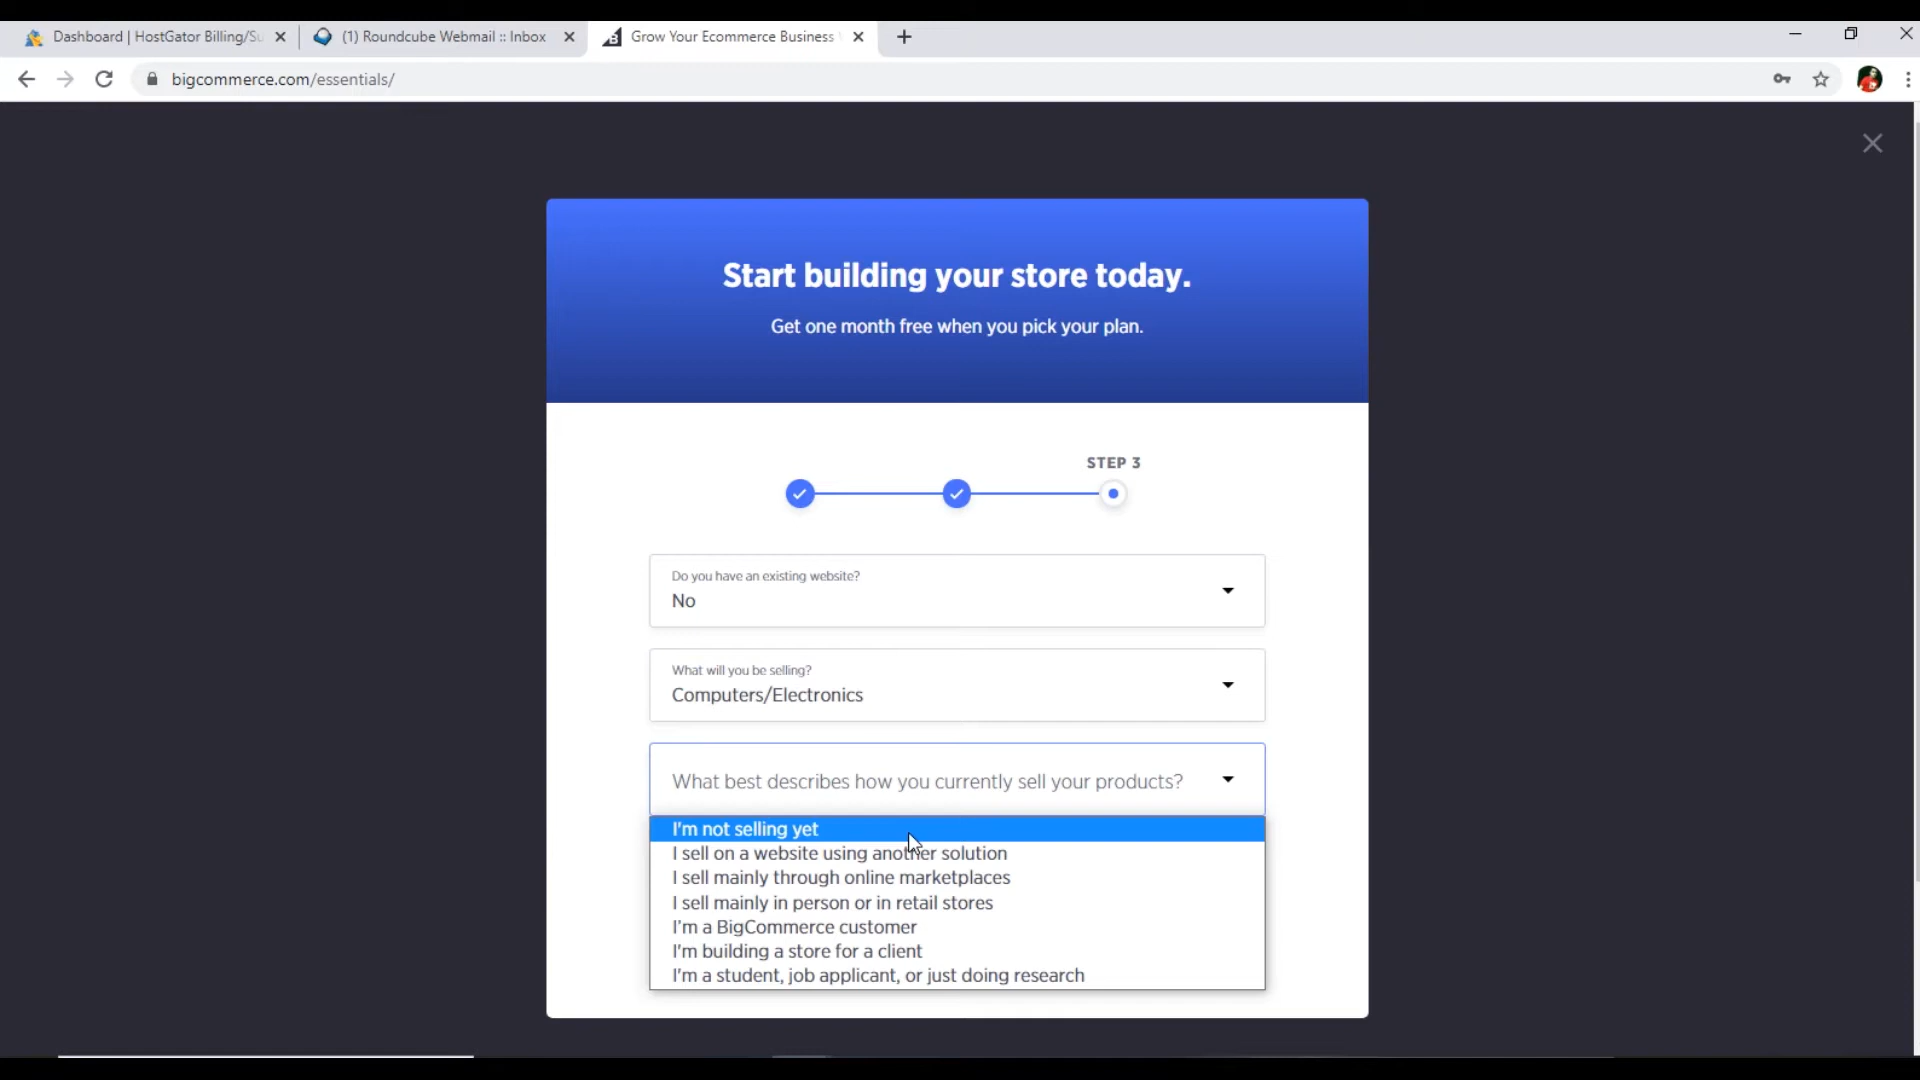 Dashboard | HostGator Billing/Su
(1) Roundcube Webmail :: Inbox
Grow Your Ecommerce Business
bigcommerce.com/essentials/
Start building your store today.
Get one month free when you pick your plan.
STEP 3
Do you have an existing website?
No
What will you be selling?
Computers/Electronics
What best describes how you currently sell your products?
I'm not selling yet
I sell on a website using another solution
I sell mainly through online marketplaces
I sell mainly in person or in retail stores
I'm a BigCommerce customer
I'm building a store for a client
I'm a student, job applicant, or just doing research